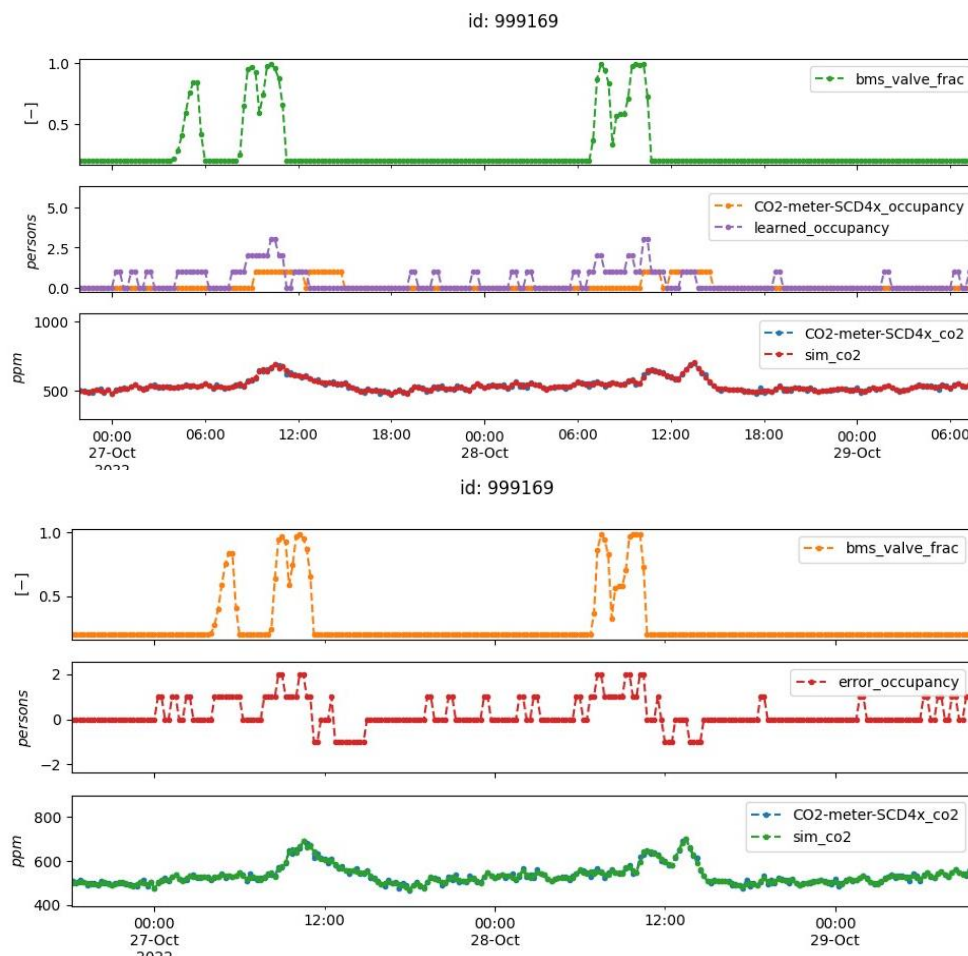 id: 999169
1.0
0.5
[−]
bms_valve_frac
5.0
2.5
0.0
persons
CO2-meter-SCD4x_occupancy
learned_occupancy
1000
500
ppm
CO2-meter-SCD4x_co2
sim_co2
00:00 06:00 12:00 18:00 00:00 06:00 12:00 18:00 00:00 06:00
27-Oct 28-Oct 29-Oct
2022
id: 999169
1.0
0.5
[−]
bms_valve_frac
2
0
−2
persons
error_occupancy
800
600
400
ppm
CO2-meter-SCD4x_co2
sim_co2
00:00 12:00 00:00 12:00 00:00
27-Oct 28-Oct 29-Oct
2022